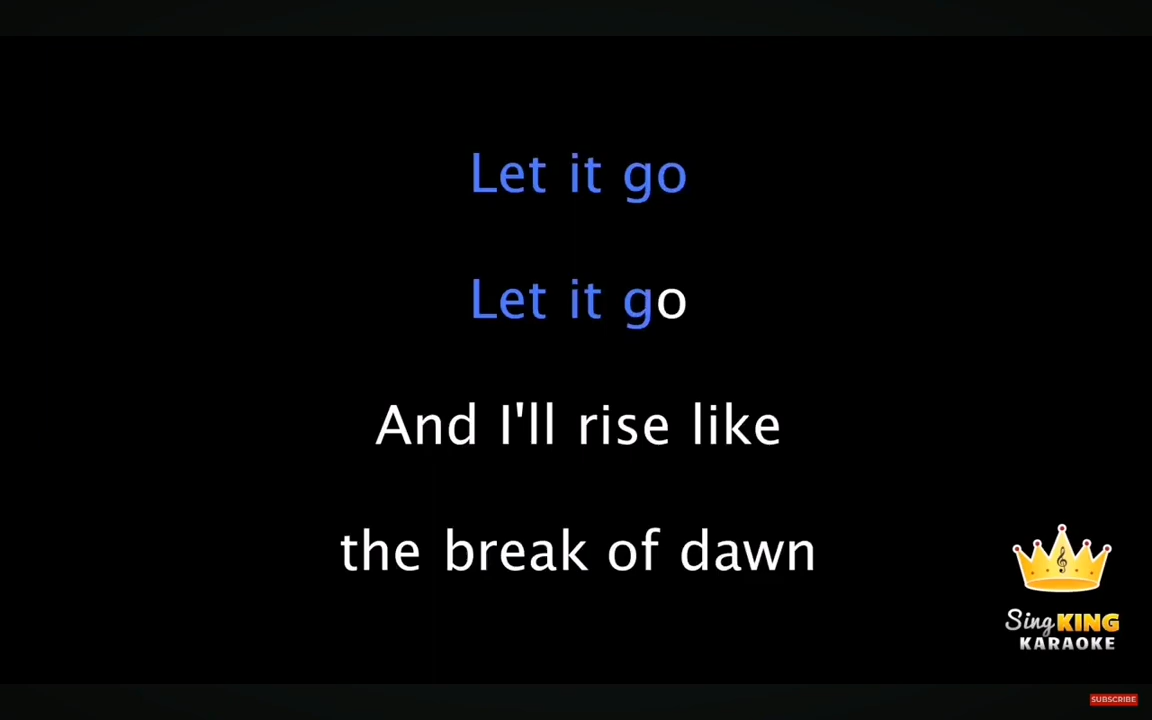 Let it go
Let it go
And I'll rise like
the break of dawn
Sing KING
KARAOKE
SUBSCRIBE